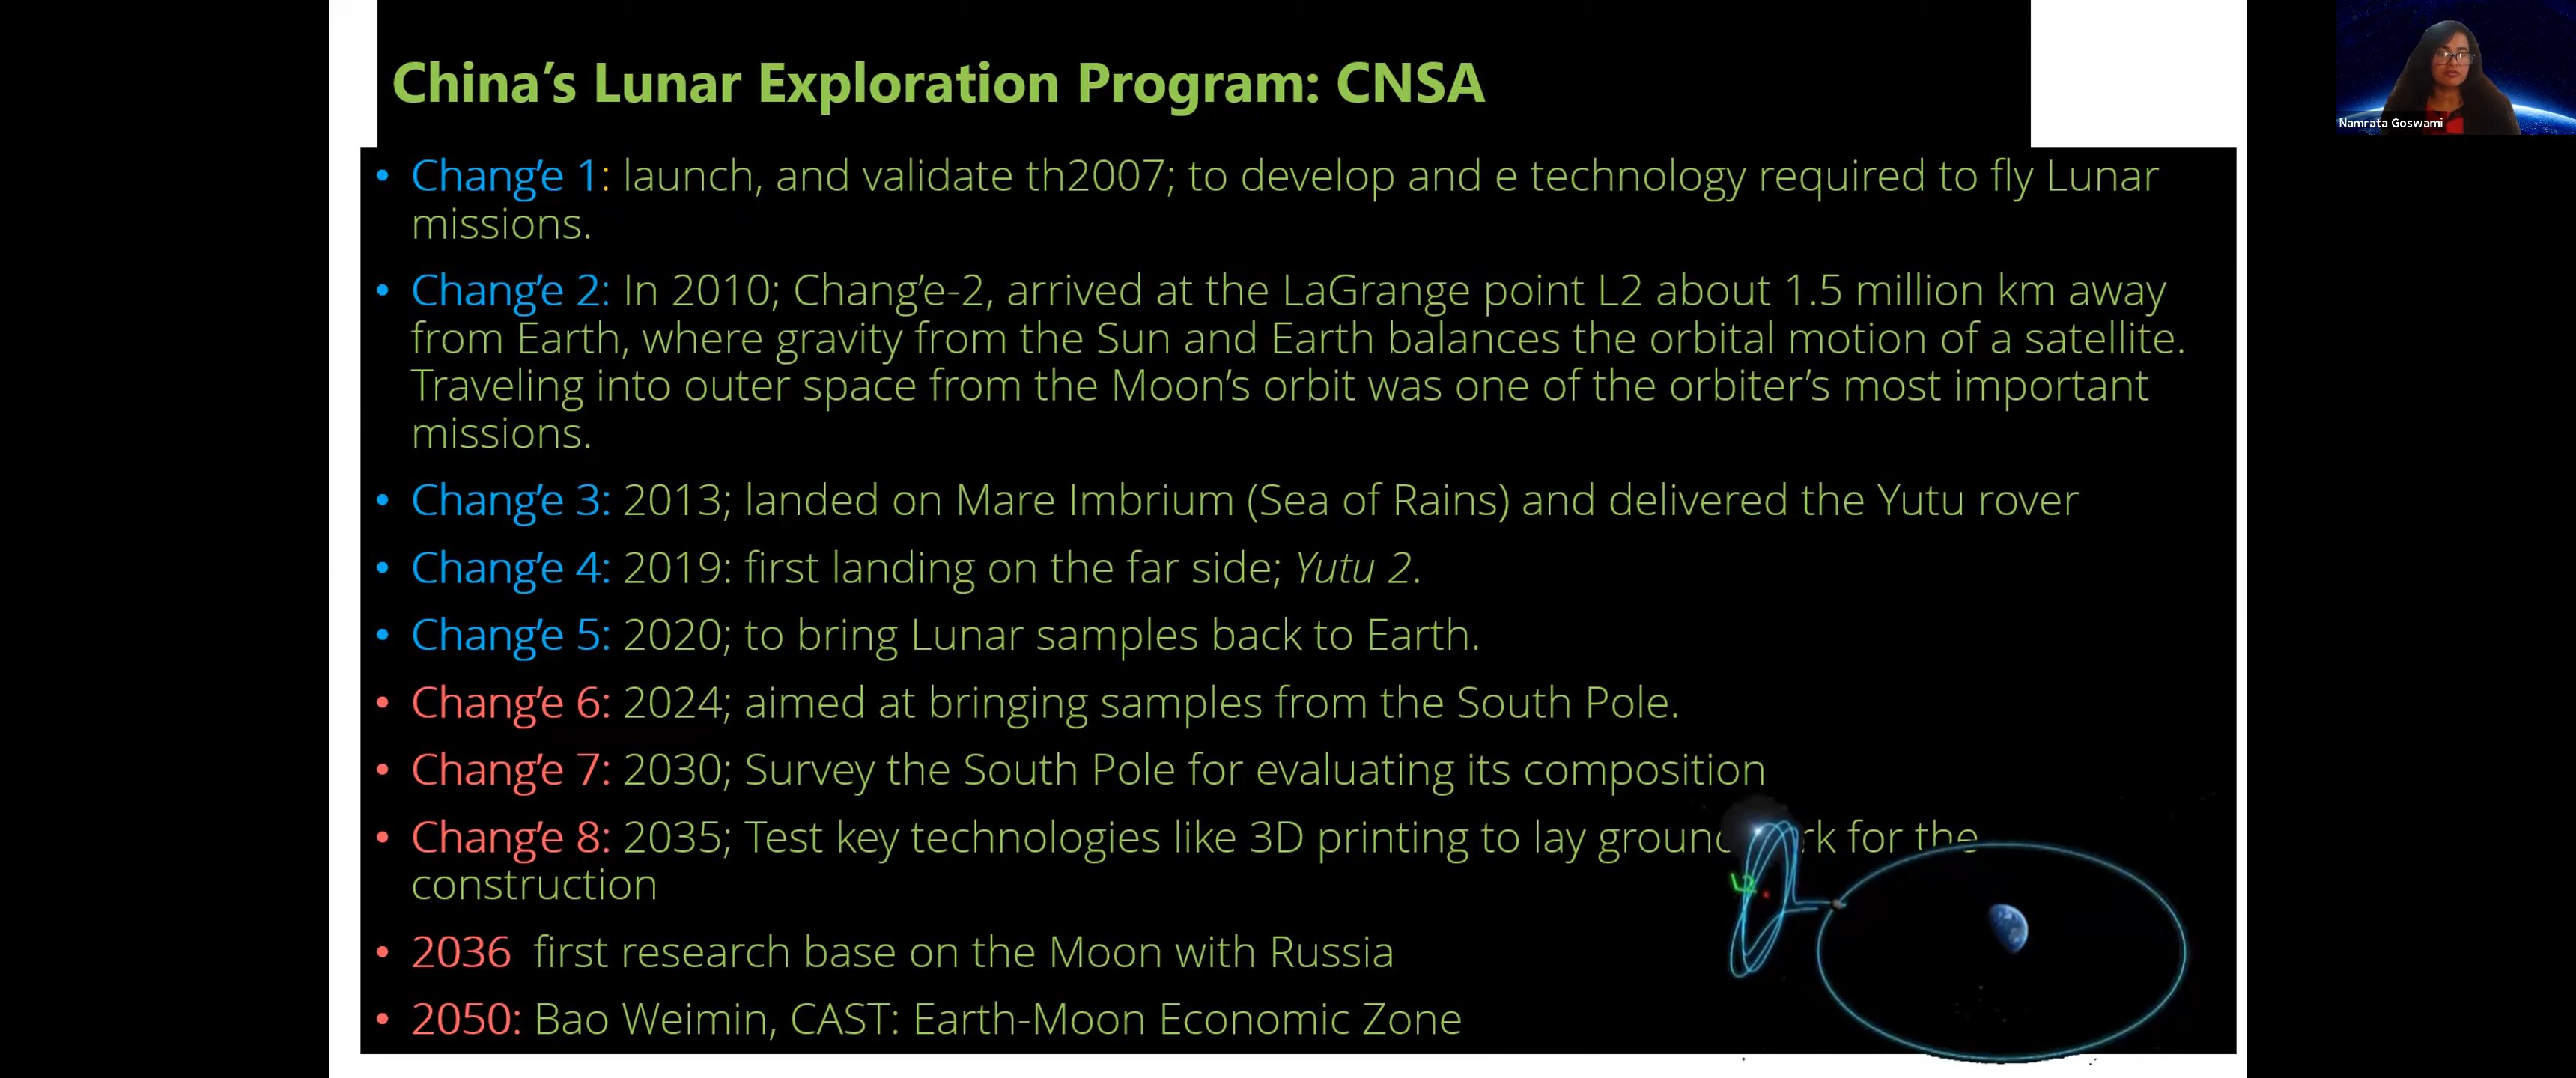 China’s Lunar Exploration Program: CNSA
Namrata Goswami
• Chang’e 1: launch, and validate th2007; to develop and e technology required to fly Lunar
missions.
• Chang’e 2: In 2010; Chang’e-2, arrived at the LaGrange point L2 about 1.5 million km away
from Earth, where gravity from the Sun and Earth balances the orbital motion of a satellite.
Traveling into outer space from the Moon’s orbit was one of the orbiter’s most important
missions.
• Chang’e 3: 2013; landed on Mare Imbrium (Sea of Rains) and delivered the Yutu rover
• Chang’e 4: 2019: first landing on the far side; Yutu 2.
• Chang’e 5: 2020; to bring Lunar samples back to Earth.
• Chang’e 6: 2024; aimed at bringing samples from the South Pole.
• Chang’e 7: 2030; Survey the South Pole for evaluating its composition
• Chang’e 8: 2035; Test key technologies like 3D printing to lay for the
construction
L2
• 2036 first research base on the Moon with Russia
• 2050: Bao Weimin, CAST: Earth-Moon Economic Zone